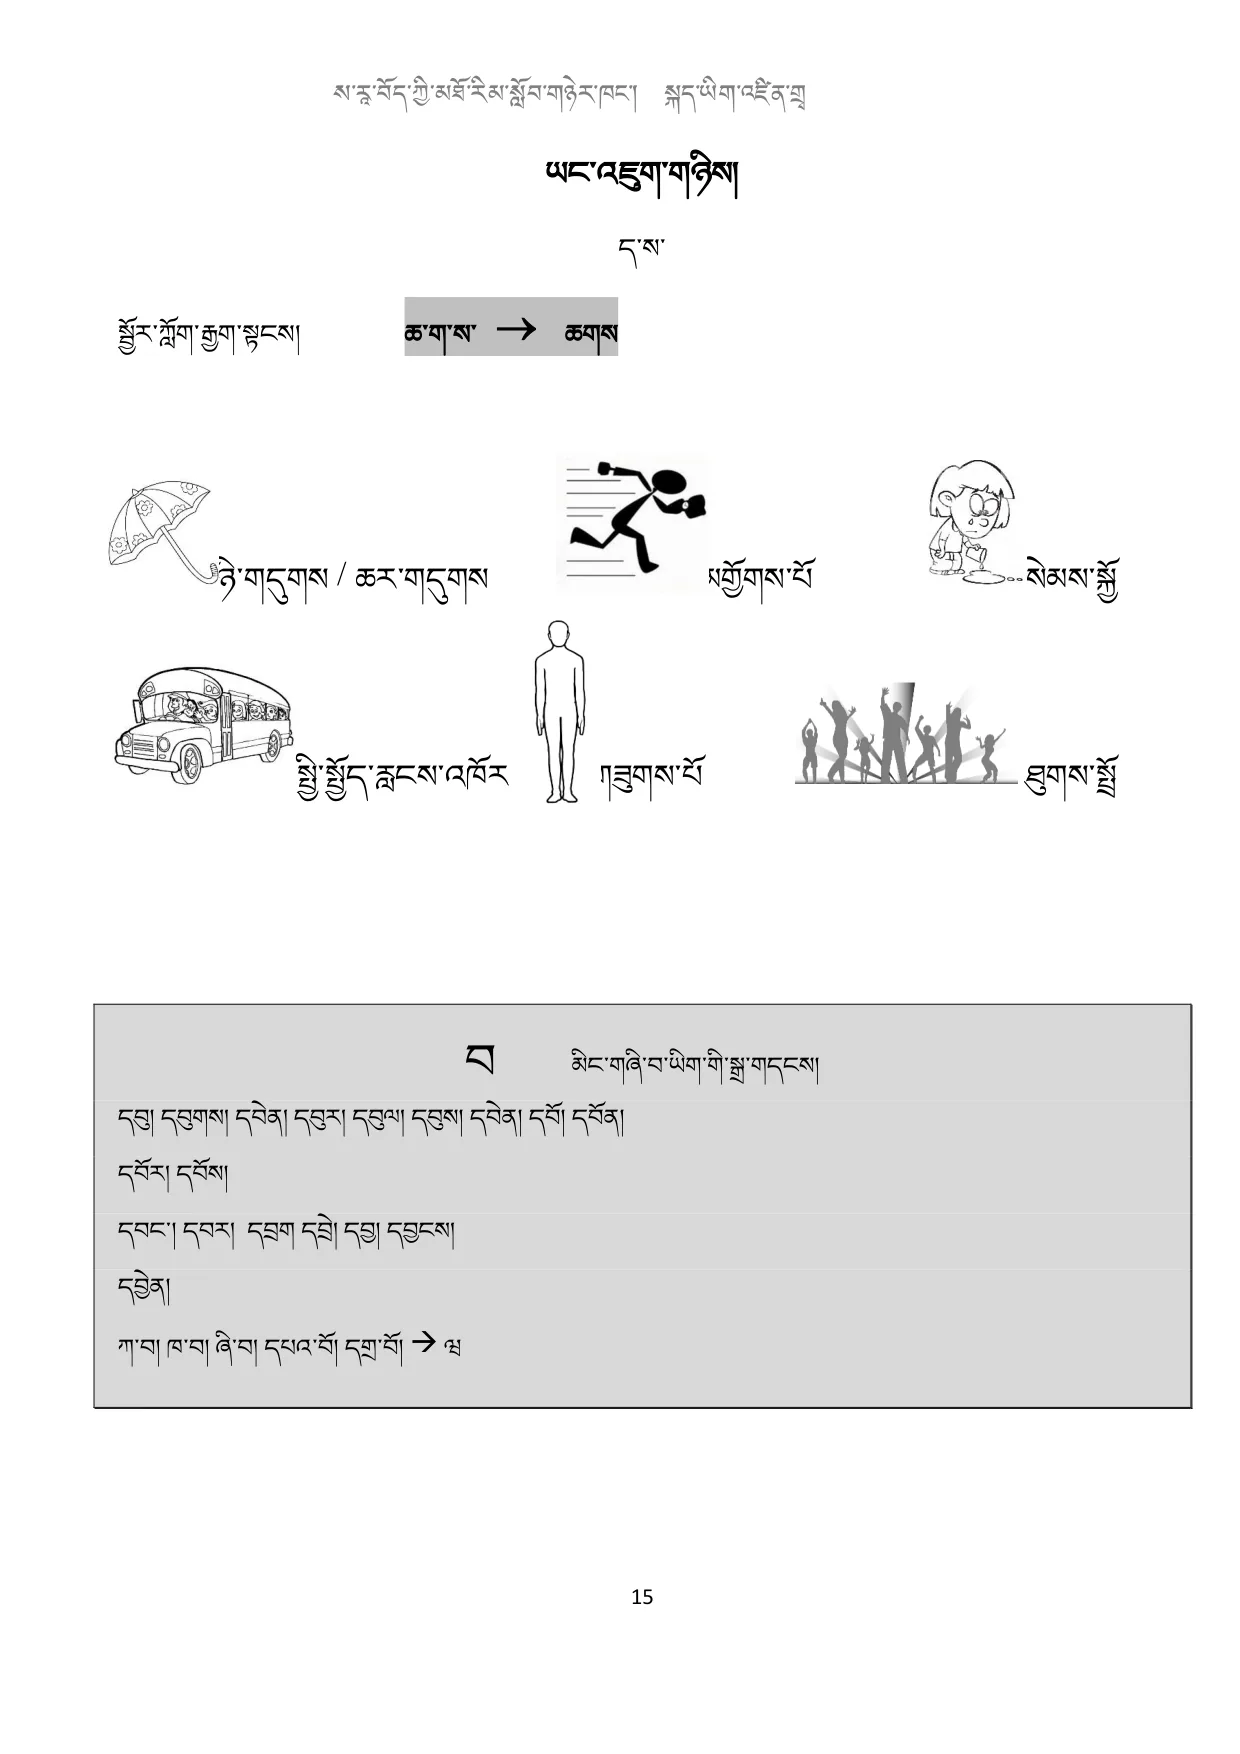 ས་རཱ་བོད་ཀྱི་མཐོ་རིམ་སློབ་གཉེར་ཁང་། སྐད་ཡིག་འཛིན་གྲྭ
ཡང་འཇུག་གཉིས།
ད་ས་
སྦྱོར་ཀློག་རྒྱག་སྟངས། ཆ་ག་ས་ → ཆགས
ཉེ་གདུགས / ཆར་གདུགས མགྱོགས་པོ སེམས་སྐྱོ
སྤྱི་སྤྱོད་རླངས་འཁོར གཟུགས་པོ ཐུགས་སྤྲོ
བ མིང་གཞི་བ་ཡིག་གི་སྒྲ་གདངས།
དབུ། དབུགས། དབེན། དབུར། དབུལ། དབུས། དབེན། དབོ། དབོན།
དབོར། དབོས།
དབང་། དབར། དབྲག དབྲེ། དབྱ། དབྱངས།
དབྱེན།
ཀ་བ། ཁ་བ། ཞི་བ། དཔའ་བོ། དགྲ་བོ། →
15